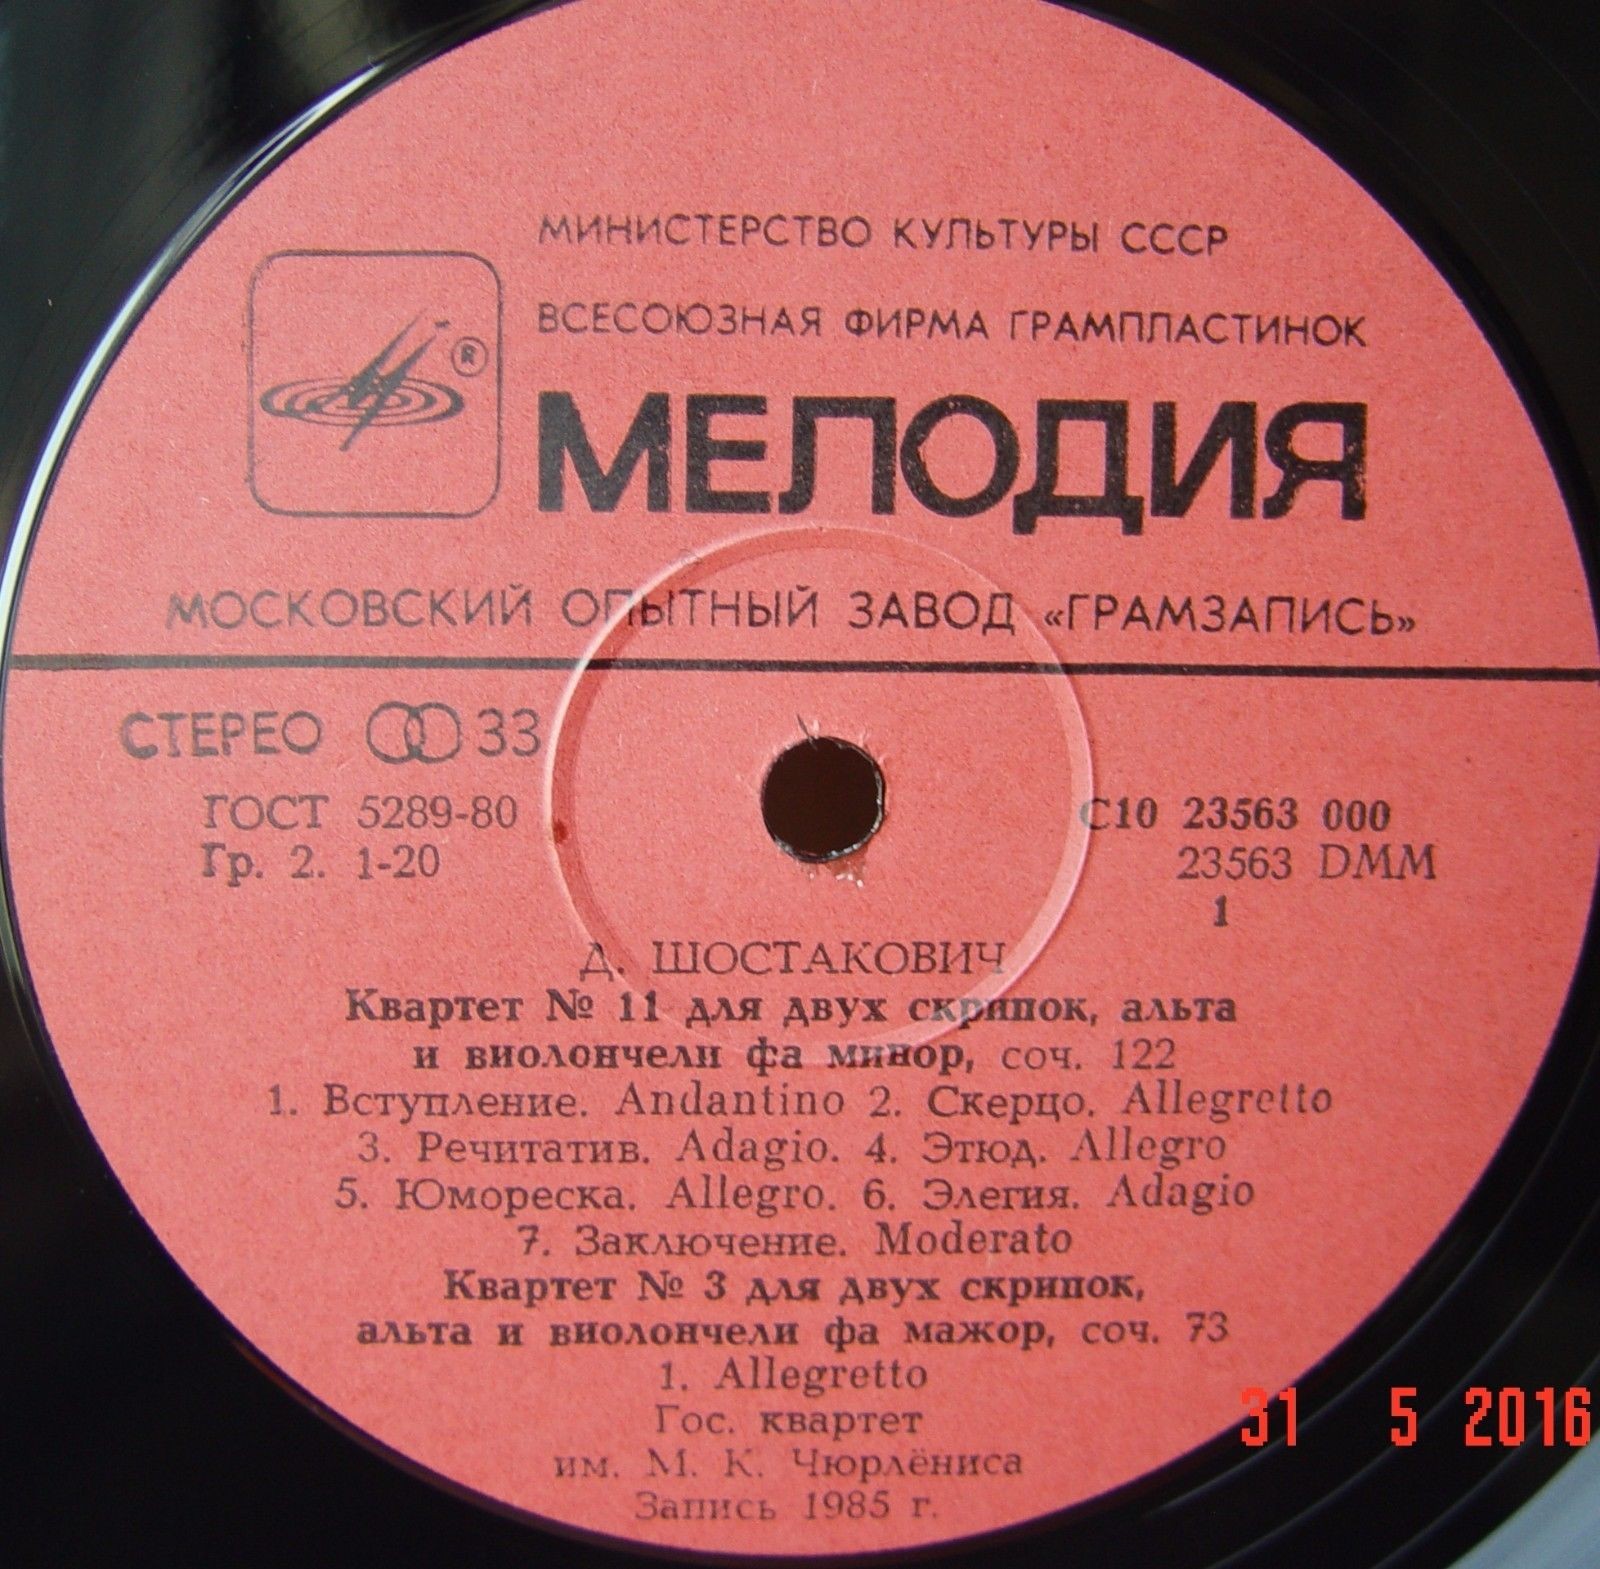 МИНИСТЕРСТВО КУЛЬТУРЫ СССР
ВСЕСОЮЗНАЯ ФИРМА ГРАМПЛАСТИНОК
®
МЕЛОДИЯ
МОСКОВСКИЙ ОПЫТНЫЙ ЗАВОД «ГРАМЗАПИСЬ»
СТЕРЕО 33
ГОСТ 5289-80
Гр. 2. 1-20
С10 23563 000
23563 DMM
1
Д. ШОСТАКОВИЧ
Квартет № 11 для двух скрипок, альта
и виолончели фа минор, соч. 122
1. Вступление. Andantino 2. Скерцо. Allegretto
3. Речитатив. Adagio. 4. Этюд. Allegro
5. Юмореска. Allegro. 6. Элегия. Adagio
7. Заключение. Moderato
Квартет № 3 для двух скрипок,
альта и виолончели фа мажор, соч. 73
1. Allegretto
Гос. квартет
им. М. К. Чюрлёниса
Запись 1985 г.
31 5 2016